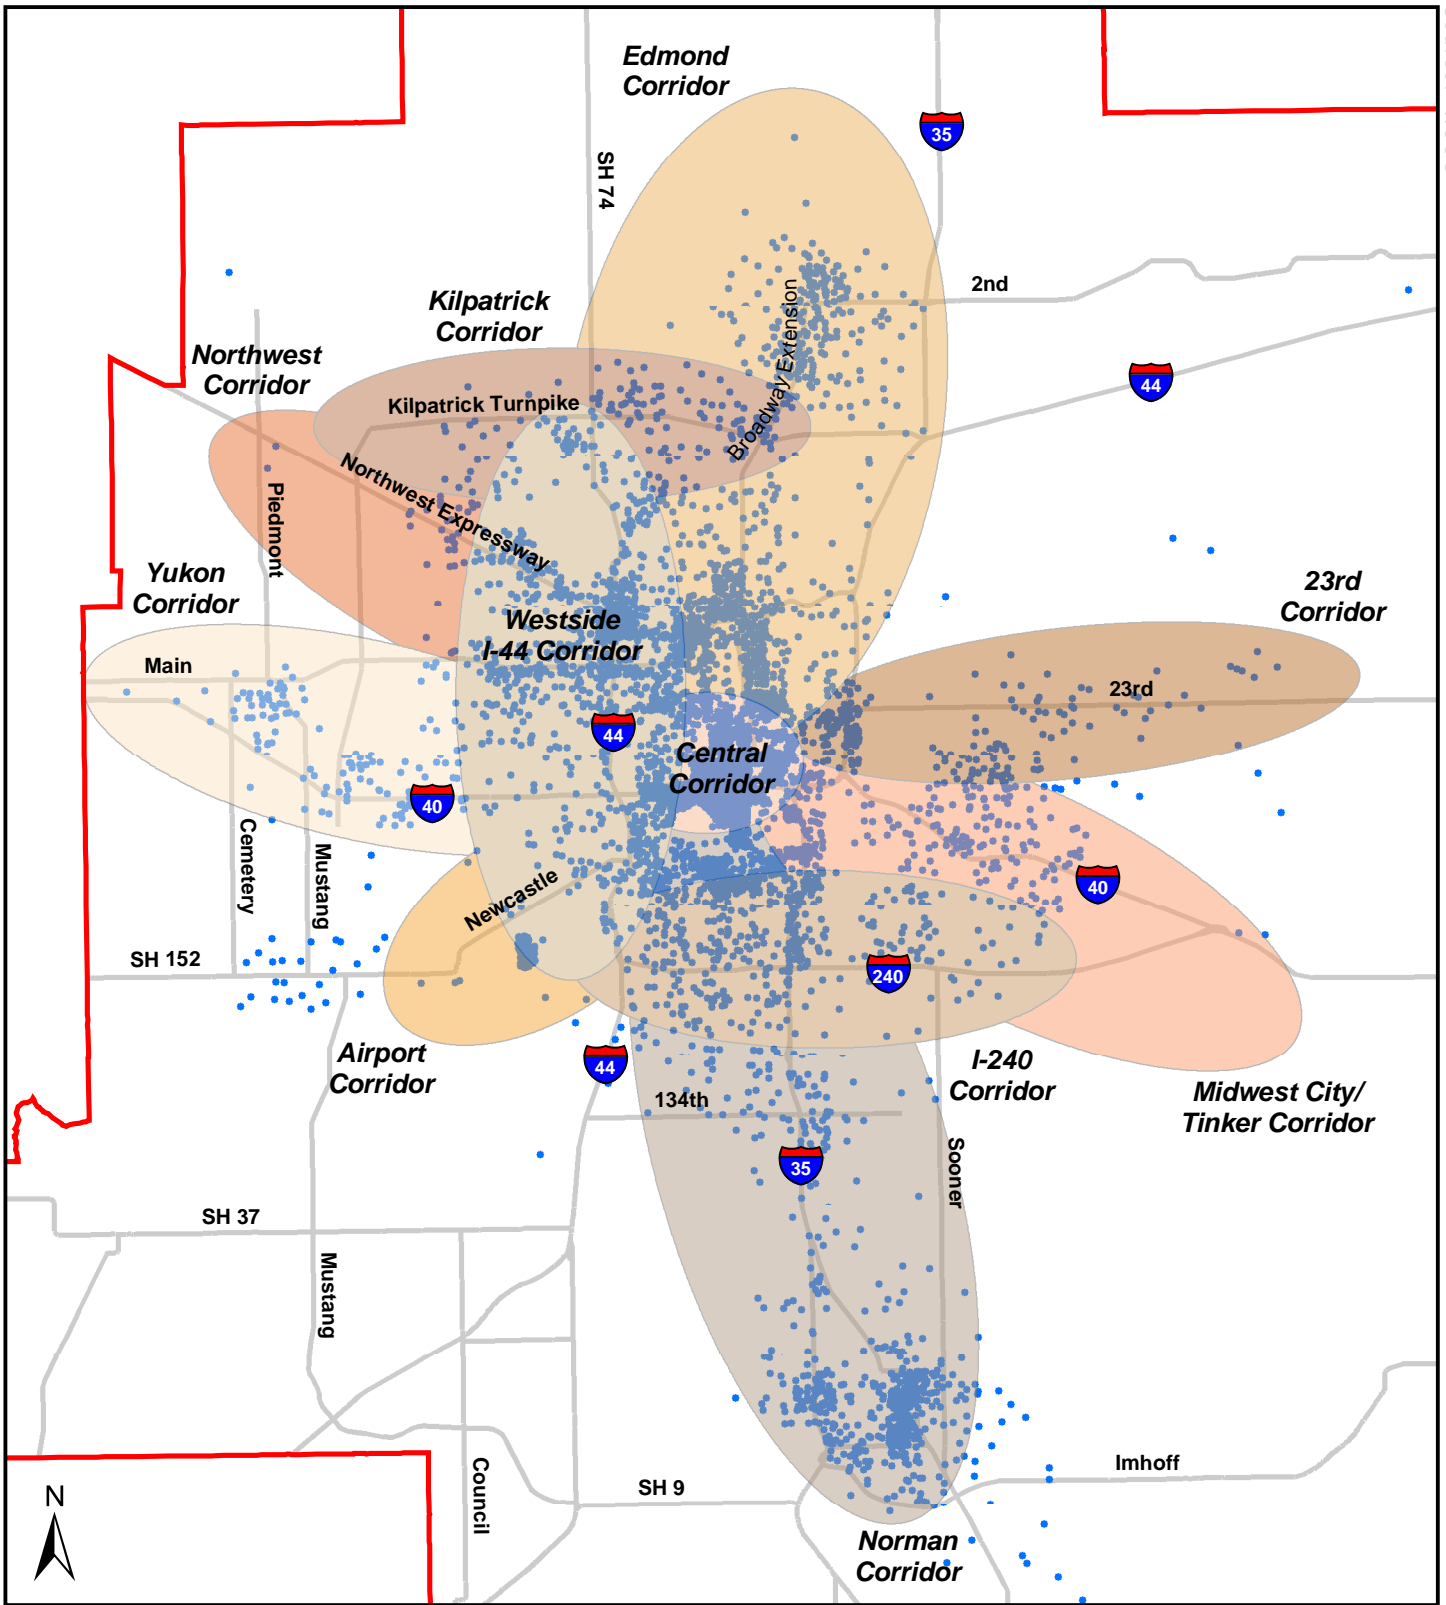 Edmond
Corridor
35
SH 74
2nd
Kilpatrick
Corridor
Broadway Extension
Northwest
Corridor
44
Kilpatrick Turnpike
Northwest Expressway
Piedmont
Yukon
Corridor
23rd
Corridor
Westside
I-44 Corridor
Main
23rd
44
Central
Corridor
40
Cemetery
Mustang
40
Newcastle
SH 152
240
Airport
Corridor
44
I-240
Corridor
134th
Midwest City/
Tinker Corridor
35
Sooner
SH 37
Mustang
Imhoff
Council
SH 9
N
Norman
Corridor